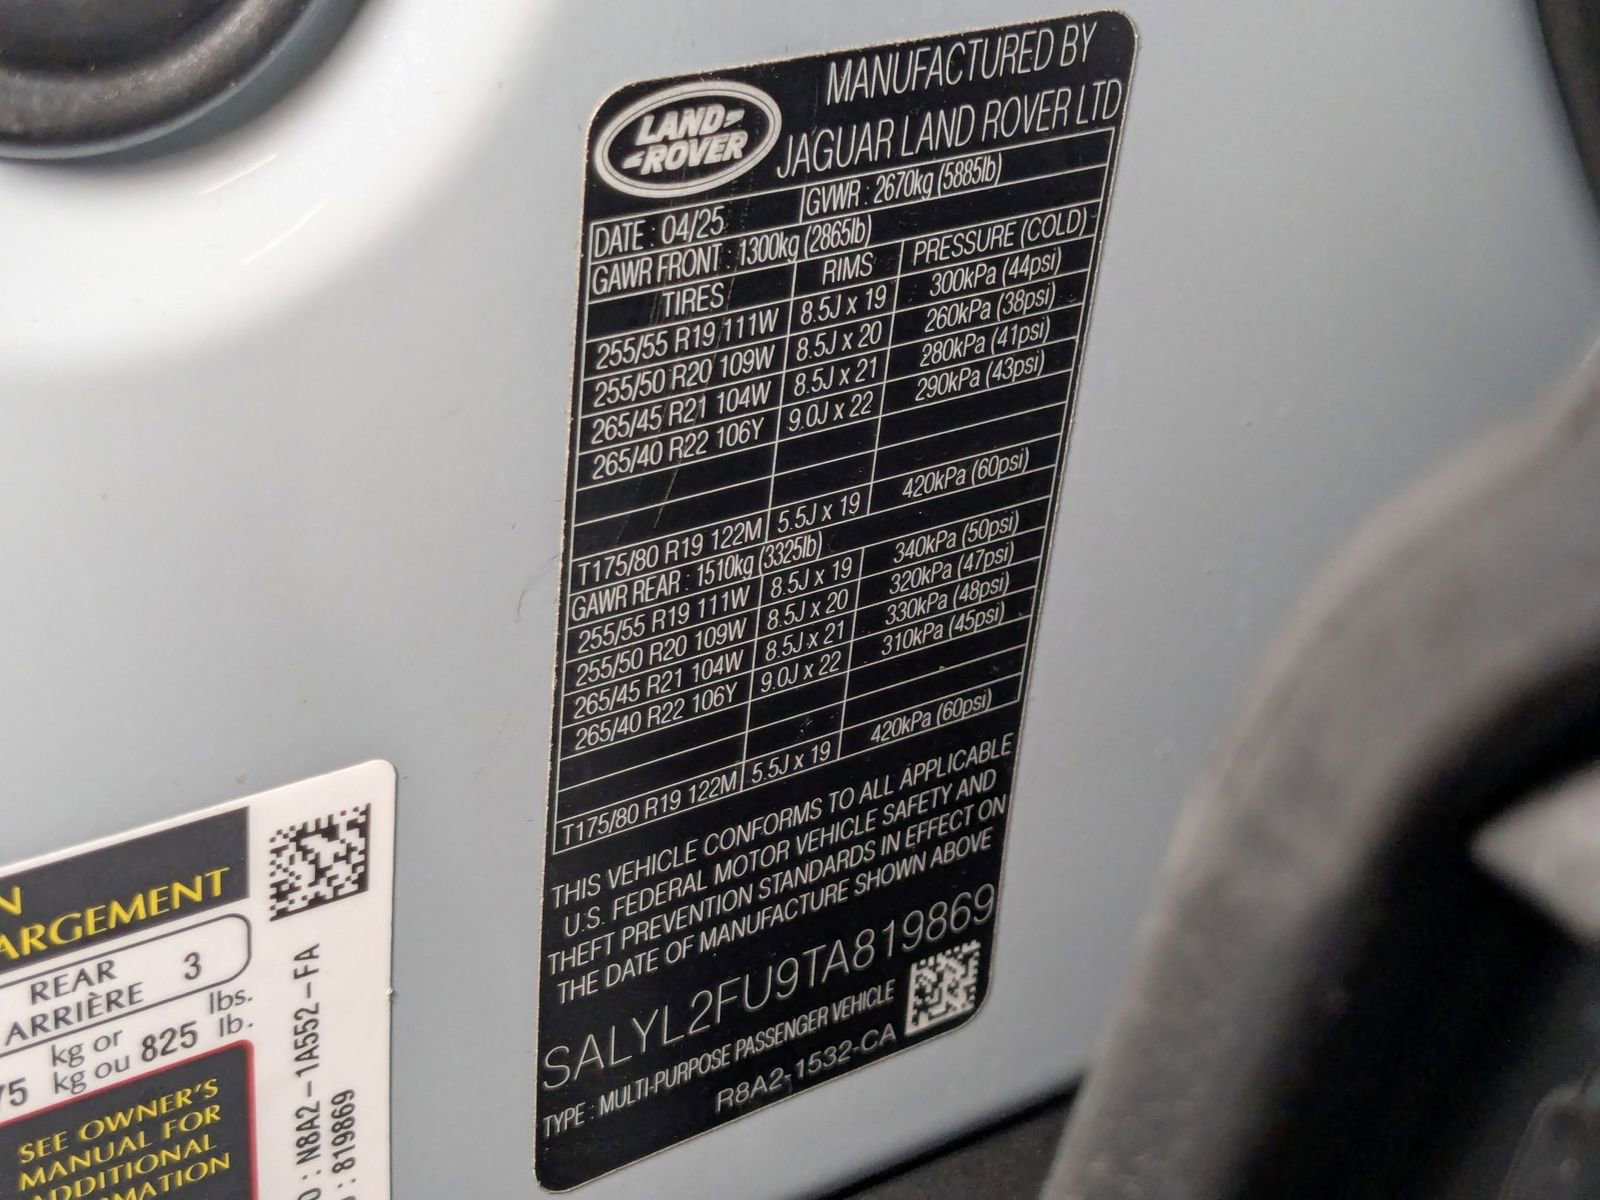 LAND-
-ROVER
MANUFACTURED BY
JAGUAR LAND ROVER LTD
DATE : 04/25 GVWR : 2670kg (5885lb)
GAWR FRONT : 1300kg (2865lb)
TIRES RIMS PRESSURE (COLD)
255/55 R19 111W 8.5J x 19 300kPa (44psi)
255/50 R20 109W 8.5J x 20 260kPa (38psi)
265/45 R21 104W 8.5J x 21 280kPa (41psi)
265/40 R22 106Y 9.0J x 22 290kPa (43psi)
T175/80 R19 122M 5.5J x 19 420kPa (60psi)
GAWR REAR : 1510kg (3325lb)
255/55 R19 111W 8.5J x 19 340kPa (50psi)
255/50 R20 109W 8.5J x 20 320kPa (47psi)
265/45 R21 104W 8.5J x 21 330kPa (48psi)
265/40 R22 106Y 9.0J x 22 310kPa (45psi)
T175/80 R19 122M 5.5J x 19 420kPa (60psi)
THIS VEHICLE CONFORMS TO ALL APPLICABLE
U.S. FEDERAL MOTOR VEHICLE SAFETY AND
THEFT PREVENTION STANDARDS IN EFFECT ON
THE DATE OF MANUFACTURE SHOWN ABOVE
SALYL2FU9TA819869
TYPE : MULTI-PURPOSE PASSENGER VEHICLE
R8A2-1532-CA
N
ARGEMENT
REAR 3
ARRIÈRE
kg or lbs.
kg ou 825 lb.
SEE OWNER'S
MANUAL FOR
ADDITIONAL
: N8A2-1A552-FA
: 819869